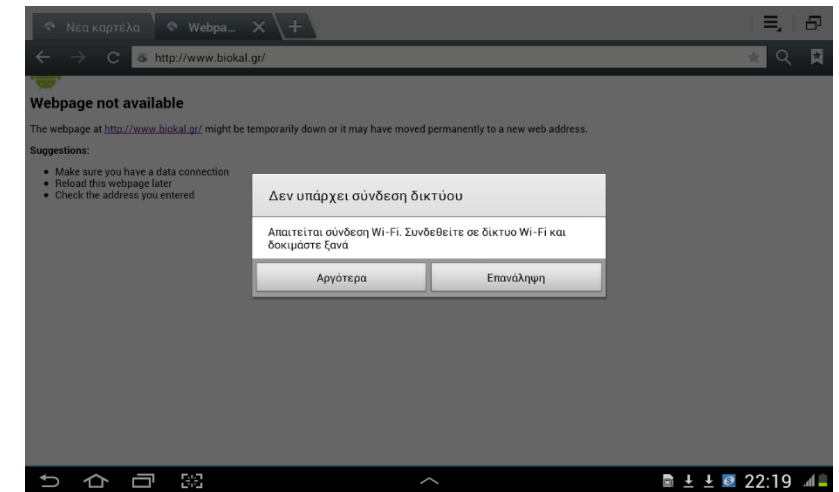 Νέα καρτέλα
Webpa...
http://www.biokal.gr/
Webpage not available
The webpage at http://www.biokal.gr/ might be temporarily down or it may have moved permanently to a new web address.
Suggestions:
Make sure you have a data connection
Reload this webpage later
Check the address you entered
Δεν υπάρχει σύνδεση δικτύου
Απαιτείται σύνδεση Wi-Fi. Συνδεθείτε σε δίκτυο Wi-Fi και
δοκιμάστε ξανά
Αργότερα
Επανάληψη
22:19